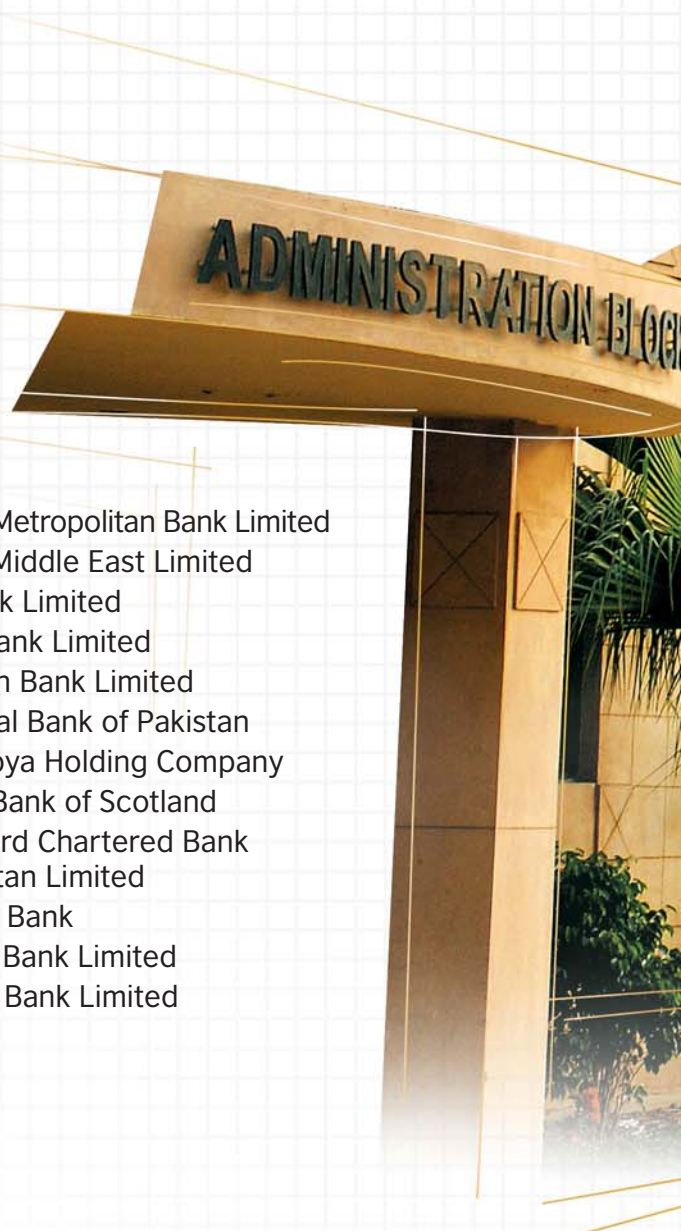 ADMINISTRATION BLOCK
Metropolitan Bank Limited
Middle East Limited
k Limited
ank Limited
n Bank Limited
al Bank of Pakistan
bya Holding Company
Bank of Scotland
rd Chartered Bank
tan Limited
Bank
Bank Limited
Bank Limited